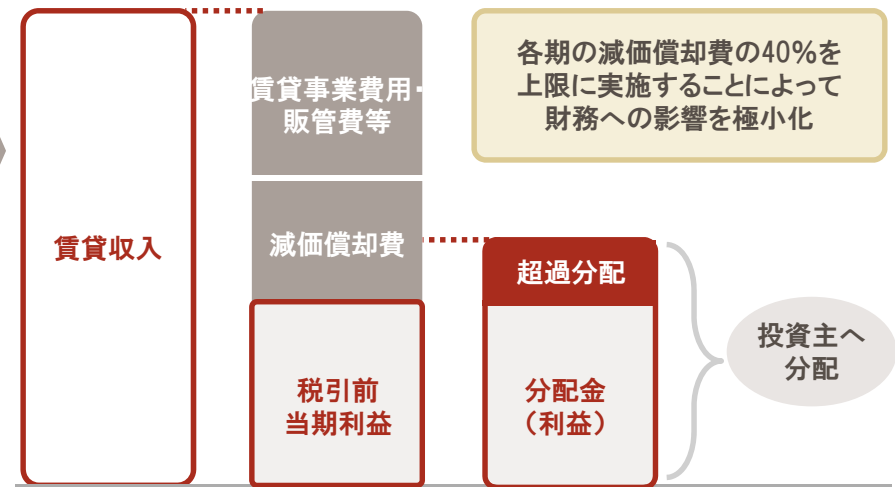 賃貸収入
賃貸事業費用・
販管費等
減価償却費
税引前
当期利益
各期の減価償却費の40%を
上限に実施することによって
財務への影響を極小化
超過分配
分配金
（利益）
投資主へ
分配